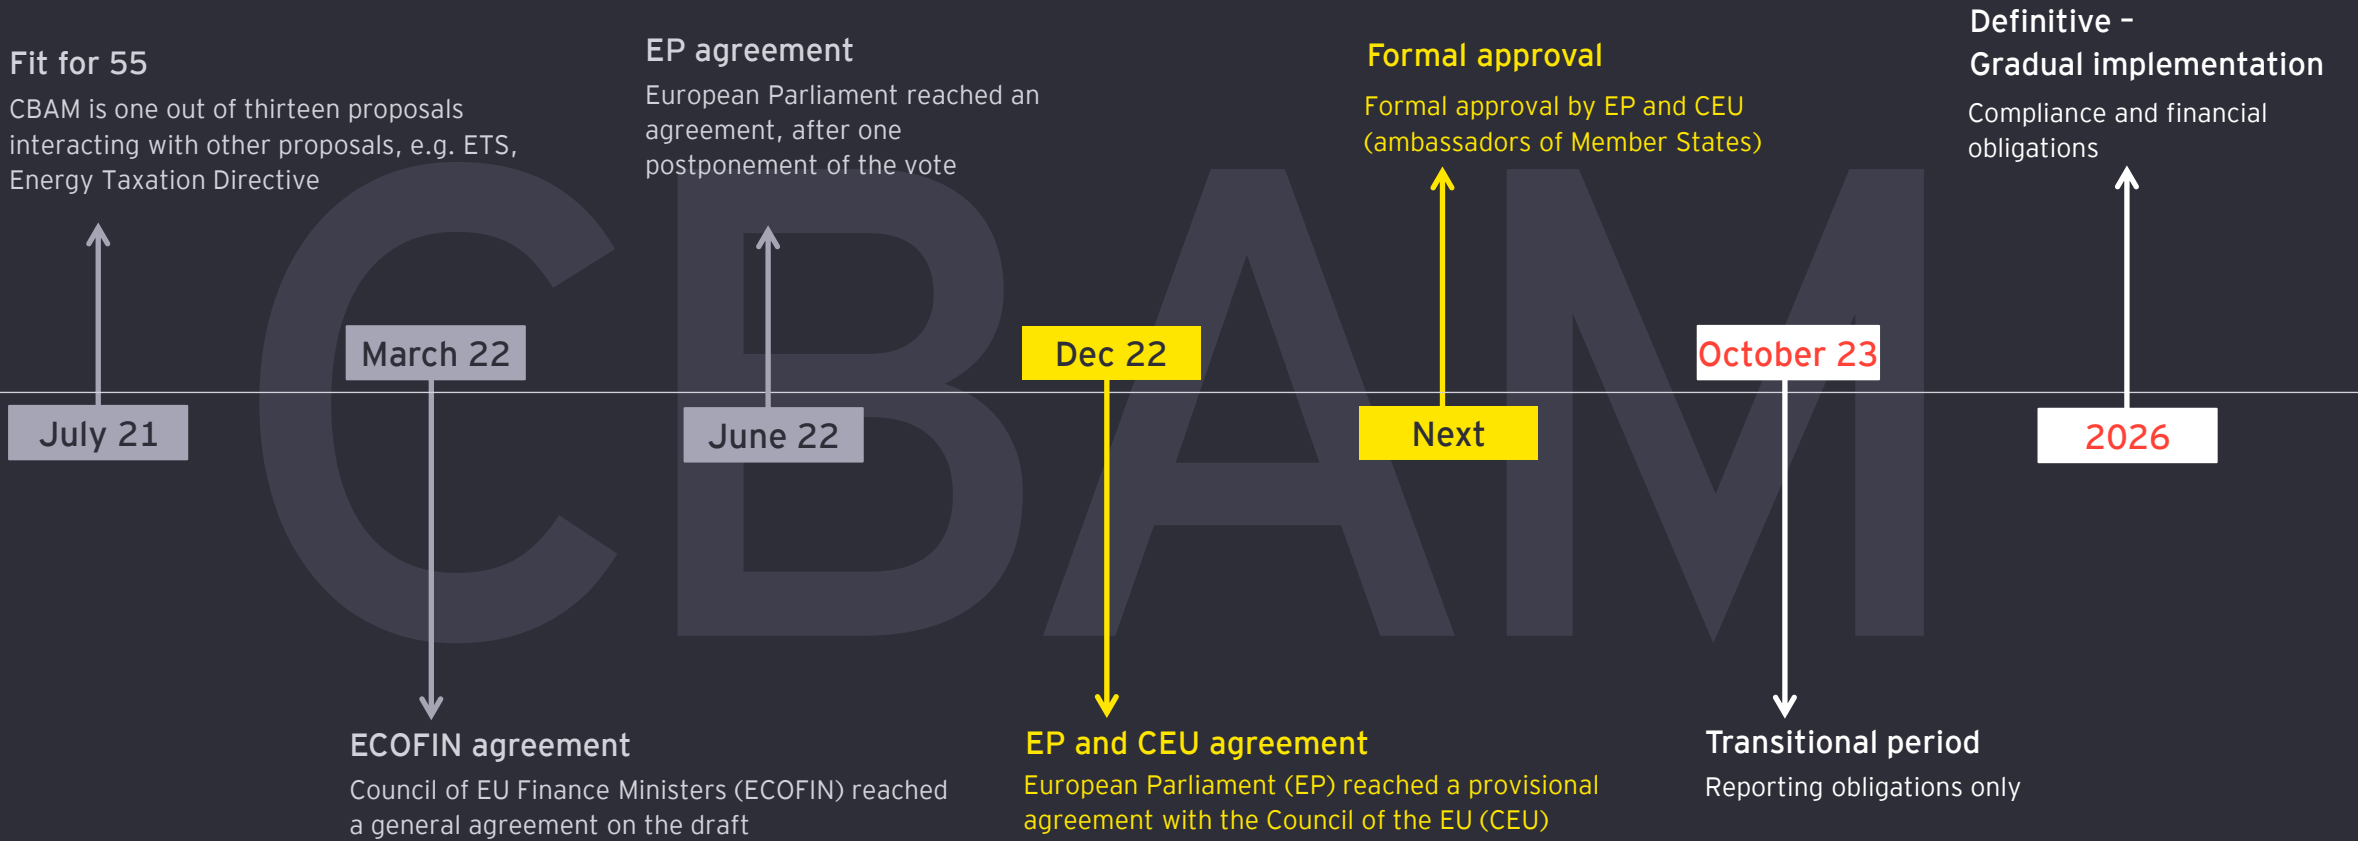 Fit for 55
CBAM is one out of thirteen proposals
interacting with other proposals, e.g. ETS,
Energy Taxation Directive
July 21
March 22
ECOFIN agreement
Council of EU Finance Ministers (ECOFIN) reached
a general agreement on the draft
EP agreement
European Parliament reached an
agreement, after one
postponement of the vote
June 22
Dec 22
EP and CEU agreement
European Parliament (EP) reached a provisional
agreement with the Council of the EU (CEU)
Formal approval
Formal approval by EP and CEU
(ambassadors of Member States)
Next
October 23
Transitional period
Reporting obligations only
Definitive –
Gradual implementation
Compliance and financial
obligations
2026
CBAM